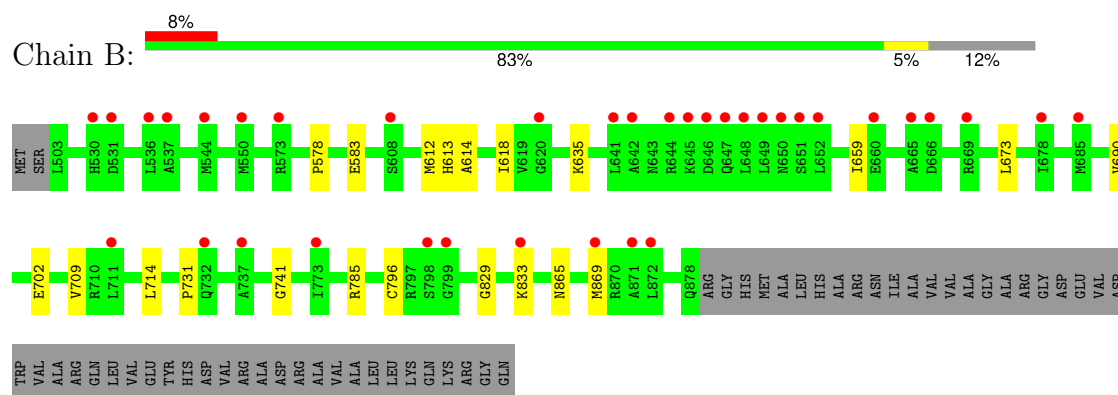 8%
Chain B:
83% 5% 12%
MET SER L503 H530 D531 L536 A537 M544 M550 R573 P578 E583 S608 M612 H613 A614 I618 V619 G620 K635 L641 A642 N643 R644 K645 D646 Q647 L648 L649 N650 S651 L652 I659 E660 A665 D666 R669 L673 I678 M685 V690
E702 V709 R710 L711 L714 P731 Q732 A737 G741 I773 R785 C796 R797 S798 G799 G829 K833 N865 M869 R870 A871 L872 Q878 ARG GLY HIS MET ALA LEU HIS ALA ARG ASN ILE ALA VAL VAL ALA GLY ALA ARG GLY ASP GLU VAL ASP
TRP VAL ALA ARG GLN LEU VAL GLU TYR HIS ASP VAL ARG ALA ASP ARG ALA VAL ALA LEU LEU LYS GLN LYS ARG GLY GLN